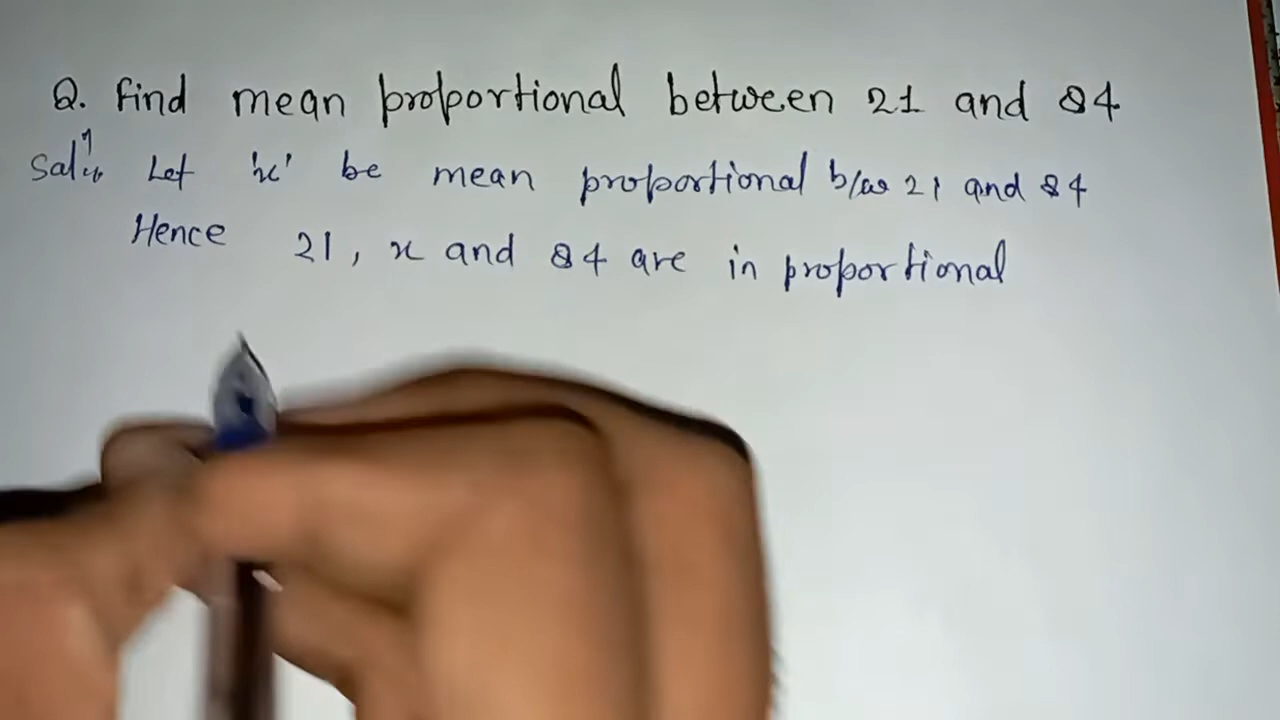 Q. Find mean proportional between 21 and 84
Solⁿ Let 'x' be mean proportional b/w 21 and 84
Hence 21, x and 84 are in proportional